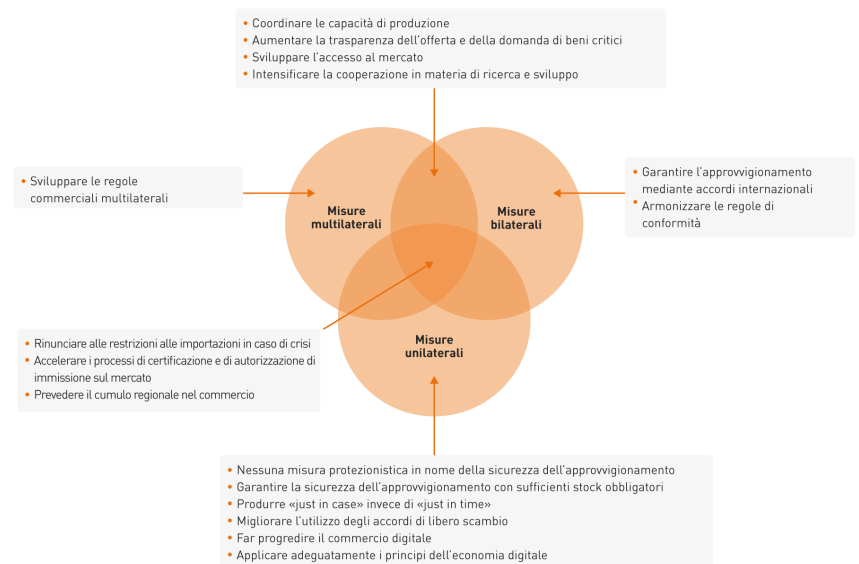 • Coordinare le capacità di produzione
• Aumentare la trasparenza dell'offerta e della domanda di beni critici
• Sviluppare l'accesso al mercato
• Intensificare la cooperazione in materia di ricerca e sviluppo
• Sviluppare le regole
commerciali multilaterali
Misure
multilaterali
Misure
bilaterali
• Garantire l'approvvigionamento
mediante accordi internazionali
• Armonizzare le regole di
conformità
• Rinunciare alle restrizioni alle importazioni in caso di crisi
• Accelerare i processi di certificazione e di autorizzazione di
immissione sul mercato
• Prevedere il cumulo regionale nel commercio
Misure
unilaterali
• Nessuna misura protezionistica in nome della sicurezza dell'approvvigionamento
• Garantire la sicurezza dell'approvvigionamento con sufficienti stock obbligatori
• Produrre «just in case» invece di «just in time»
• Migliorare l'utilizzo degli accordi di libero scambio
• Far progredire il commercio digitale
• Applicare adeguatamente i principi dell'economia digitale